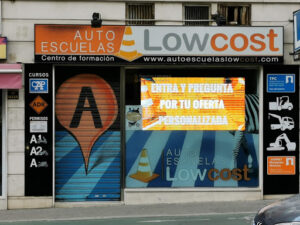 AUTO
ESCUELAS
LOWCOST
Centro de formación
www.autoescuelaslowcost.com
CURSOS
CAP
ADR
PERMISOS
A1
A2
A
A
ENTRA Y PREGUNTA
POR TU OFERTA
PERSONALIZADA
AUTO
ESCUELAS
LOWCOST
TPC